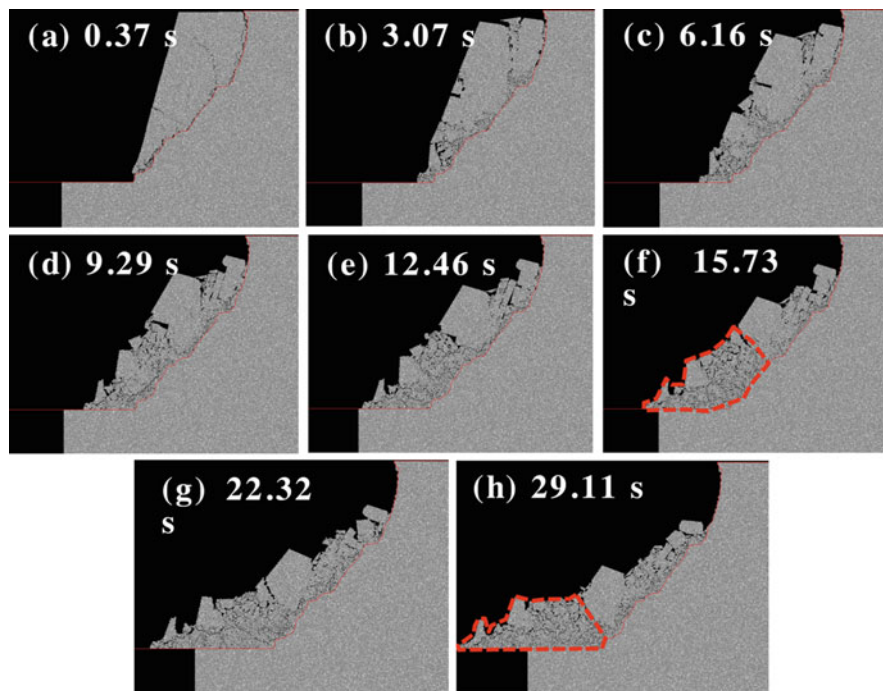 (a) 0.37 s
(b) 3.07 s
(c) 6.16 s
(d) 9.29 s
(e) 12.46 s
(f) 15.73
s
(g) 22.32
s
(h) 29.11 s